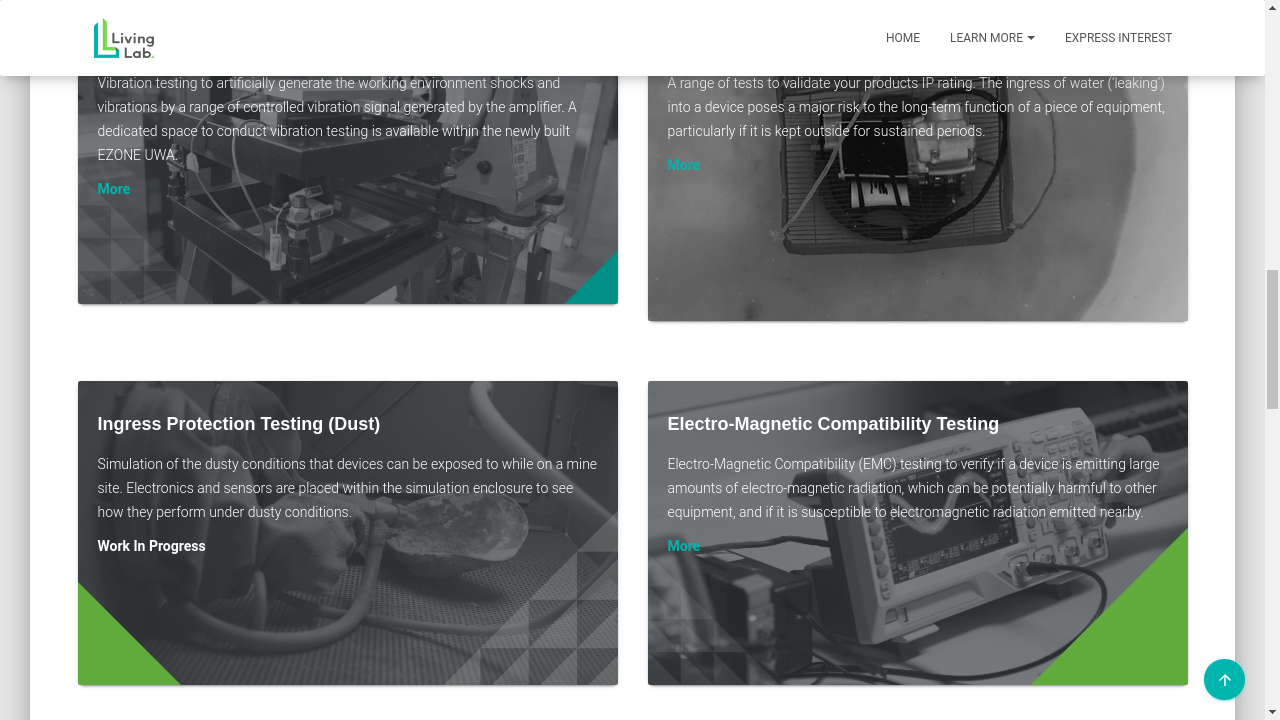 Living
Lab.
HOME
LEARN MORE
EXPRESS INTEREST
Vibration testing to artificially generate the working environment shocks and
vibrations by a range of controlled vibration signal generated by the amplifier. A
dedicated space to conduct vibration testing is available within the newly built
EZONE UWA.
More
A range of tests to validate your products IP rating. The ingress of water ('leaking')
into a device poses a major risk to the long-term function of a piece of equipment,
particularly if it is kept outside for sustained periods.
More
Ingress Protection Testing (Dust)
Simulation of the dusty conditions that devices can be exposed to while on a mine
site. Electronics and sensors are placed within the simulation enclosure to see
how they perform under dusty conditions.
Work In Progress
Electro-Magnetic Compatibility Testing
Electro-Magnetic Compatibility (EMC) testing to verify if a device is emitting large
amounts of electro-magnetic radiation, which can be potentially harmful to other
equipment, and if it is susceptible to electromagnetic radiation emitted nearby.
More